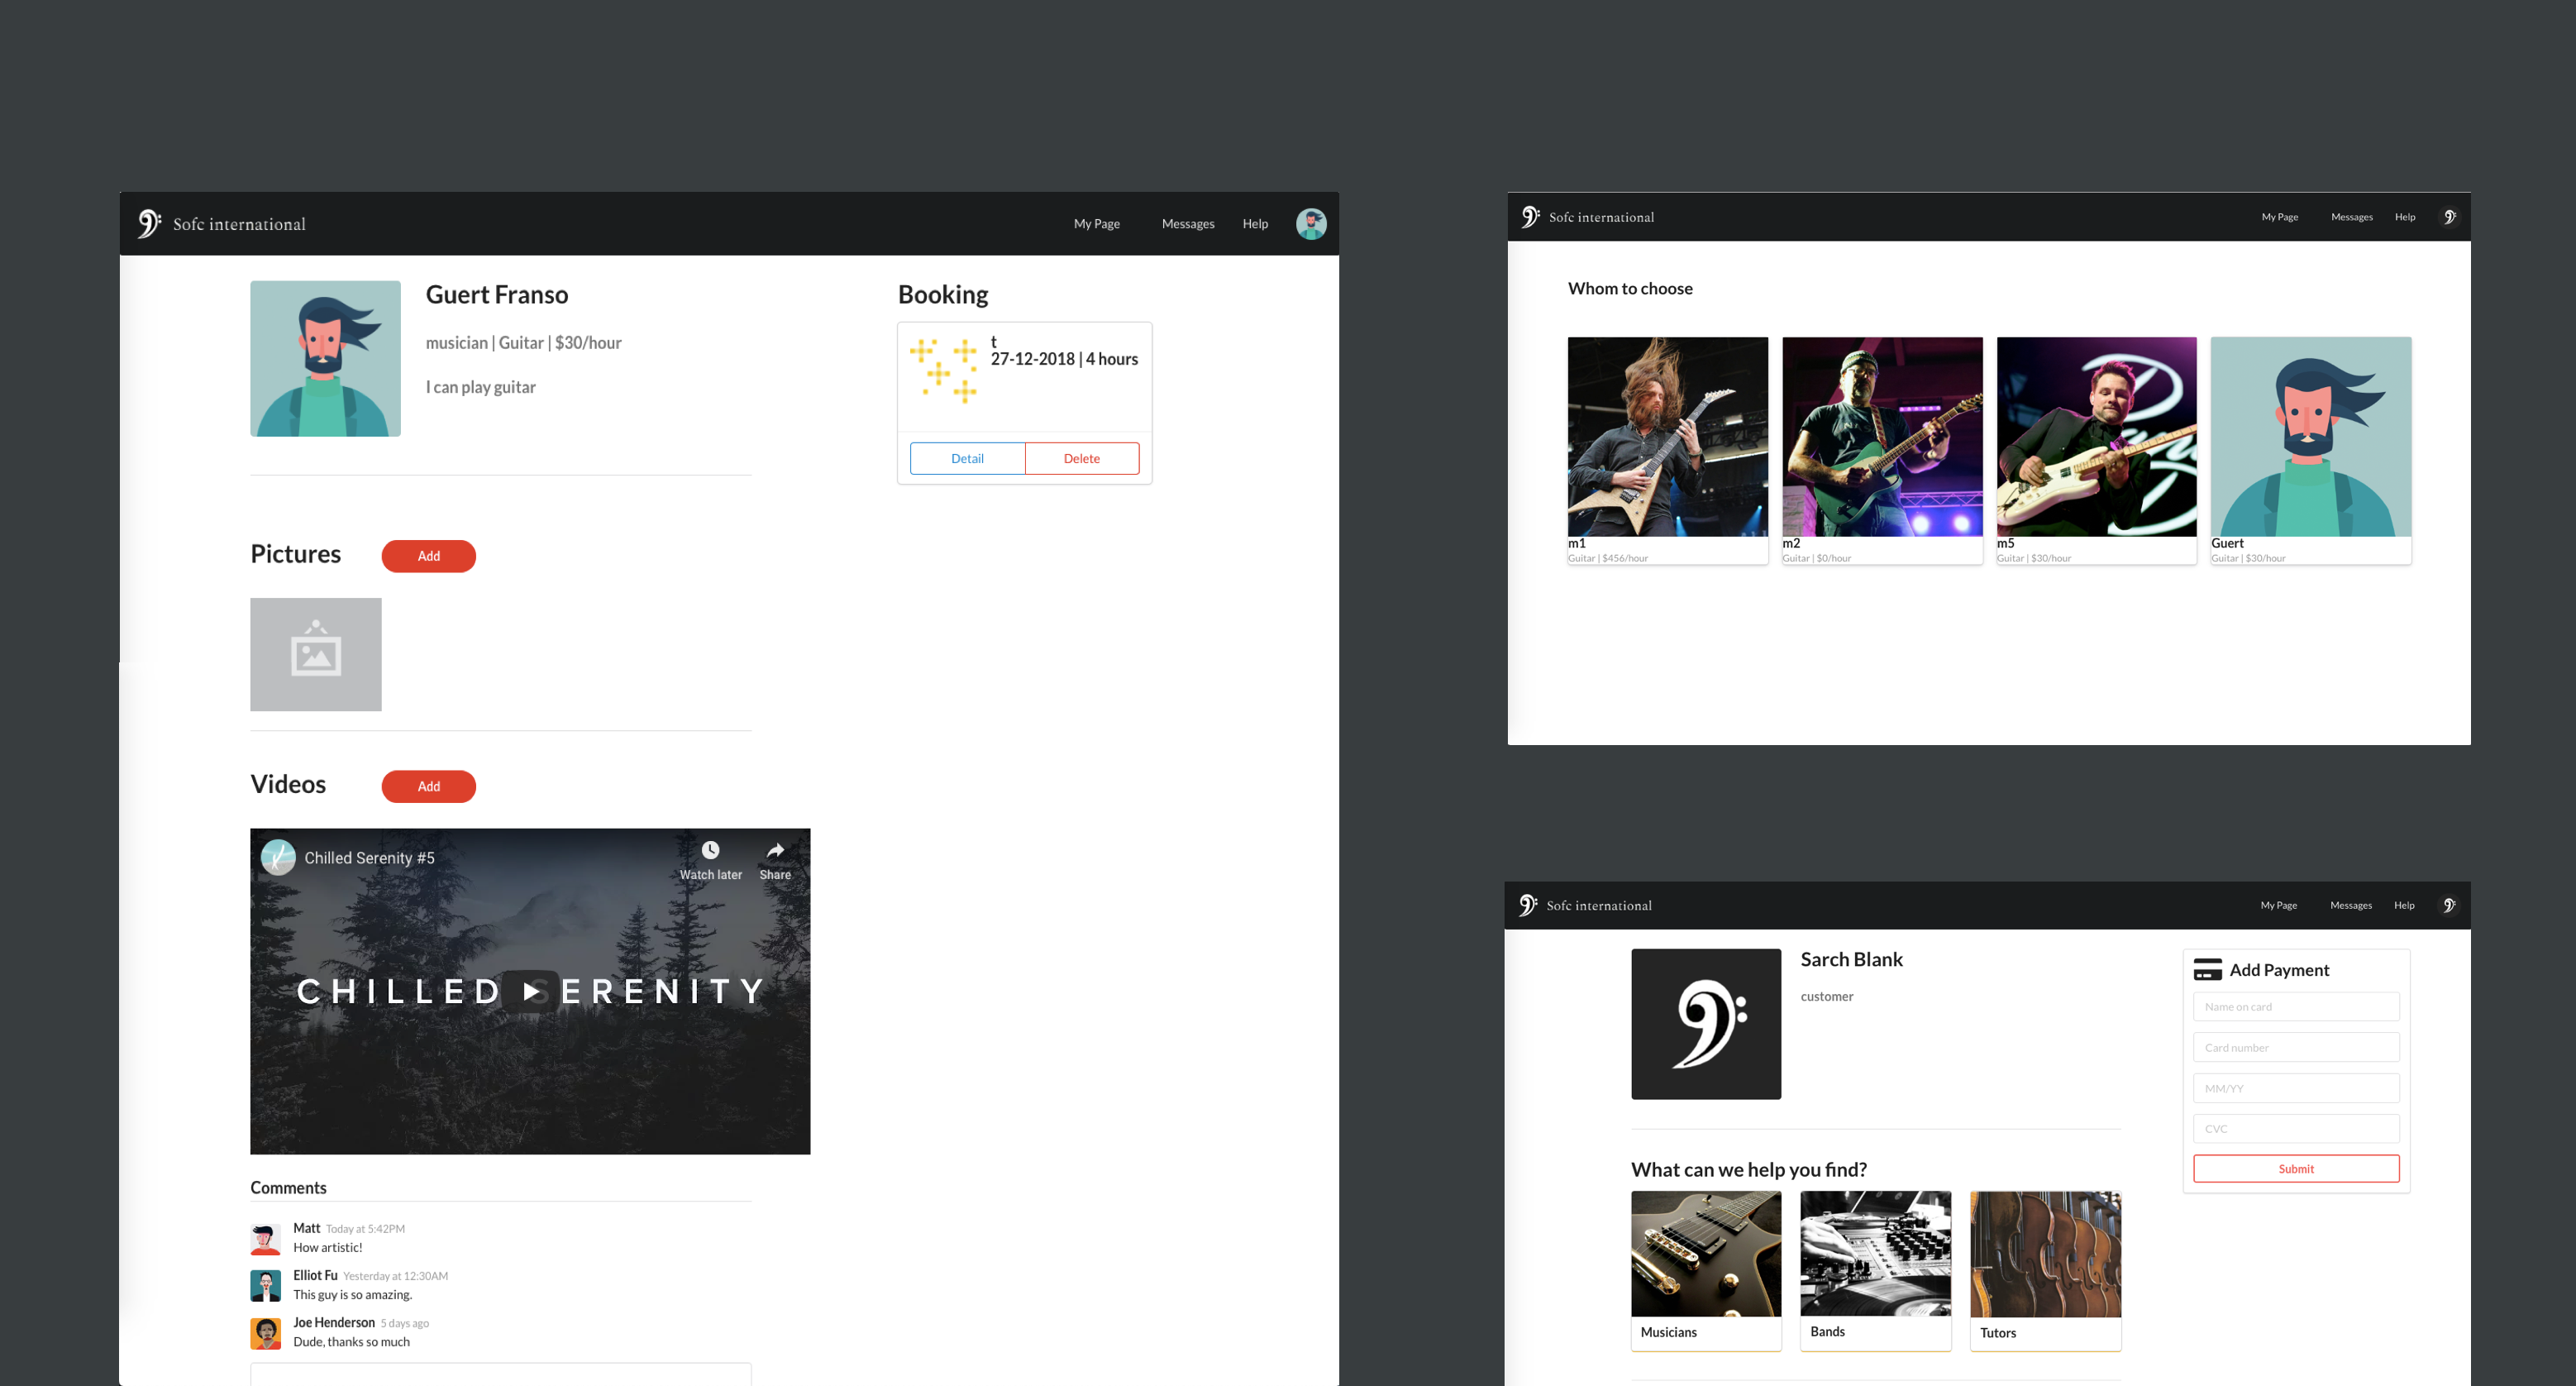 Sofc international
My Page Messages Help
Guert Franso
musician | Guitar | $30/hour
I can play guitar
Booking
t
27-12-2018 | 4 hours
Detail Delete
Pictures Add
Videos Add
Chilled Serenity #5
Watch later Share
CHILLED SERENITY
Comments
Matt Today at 5:42PM
How artistic!
Elliot Fu Yesterday at 12:30AM
This guy is so amazing.
Joe Henderson 5 days ago
Dude, thanks so much
Sofc international
My Page Messages Help
Whom to choose
m1
Guitar | $456/hour
m2
Guitar | $0/hour
m5
Guitar | $30/hour
Guert
Guitar | $30/hour
Sofc international
My Page Messages Help
Sarch Blank
customer
What can we help you find?
Musicians
Bands
Tutors
Add Payment
Name on card
Card number
MM/YY
CVC
Submit